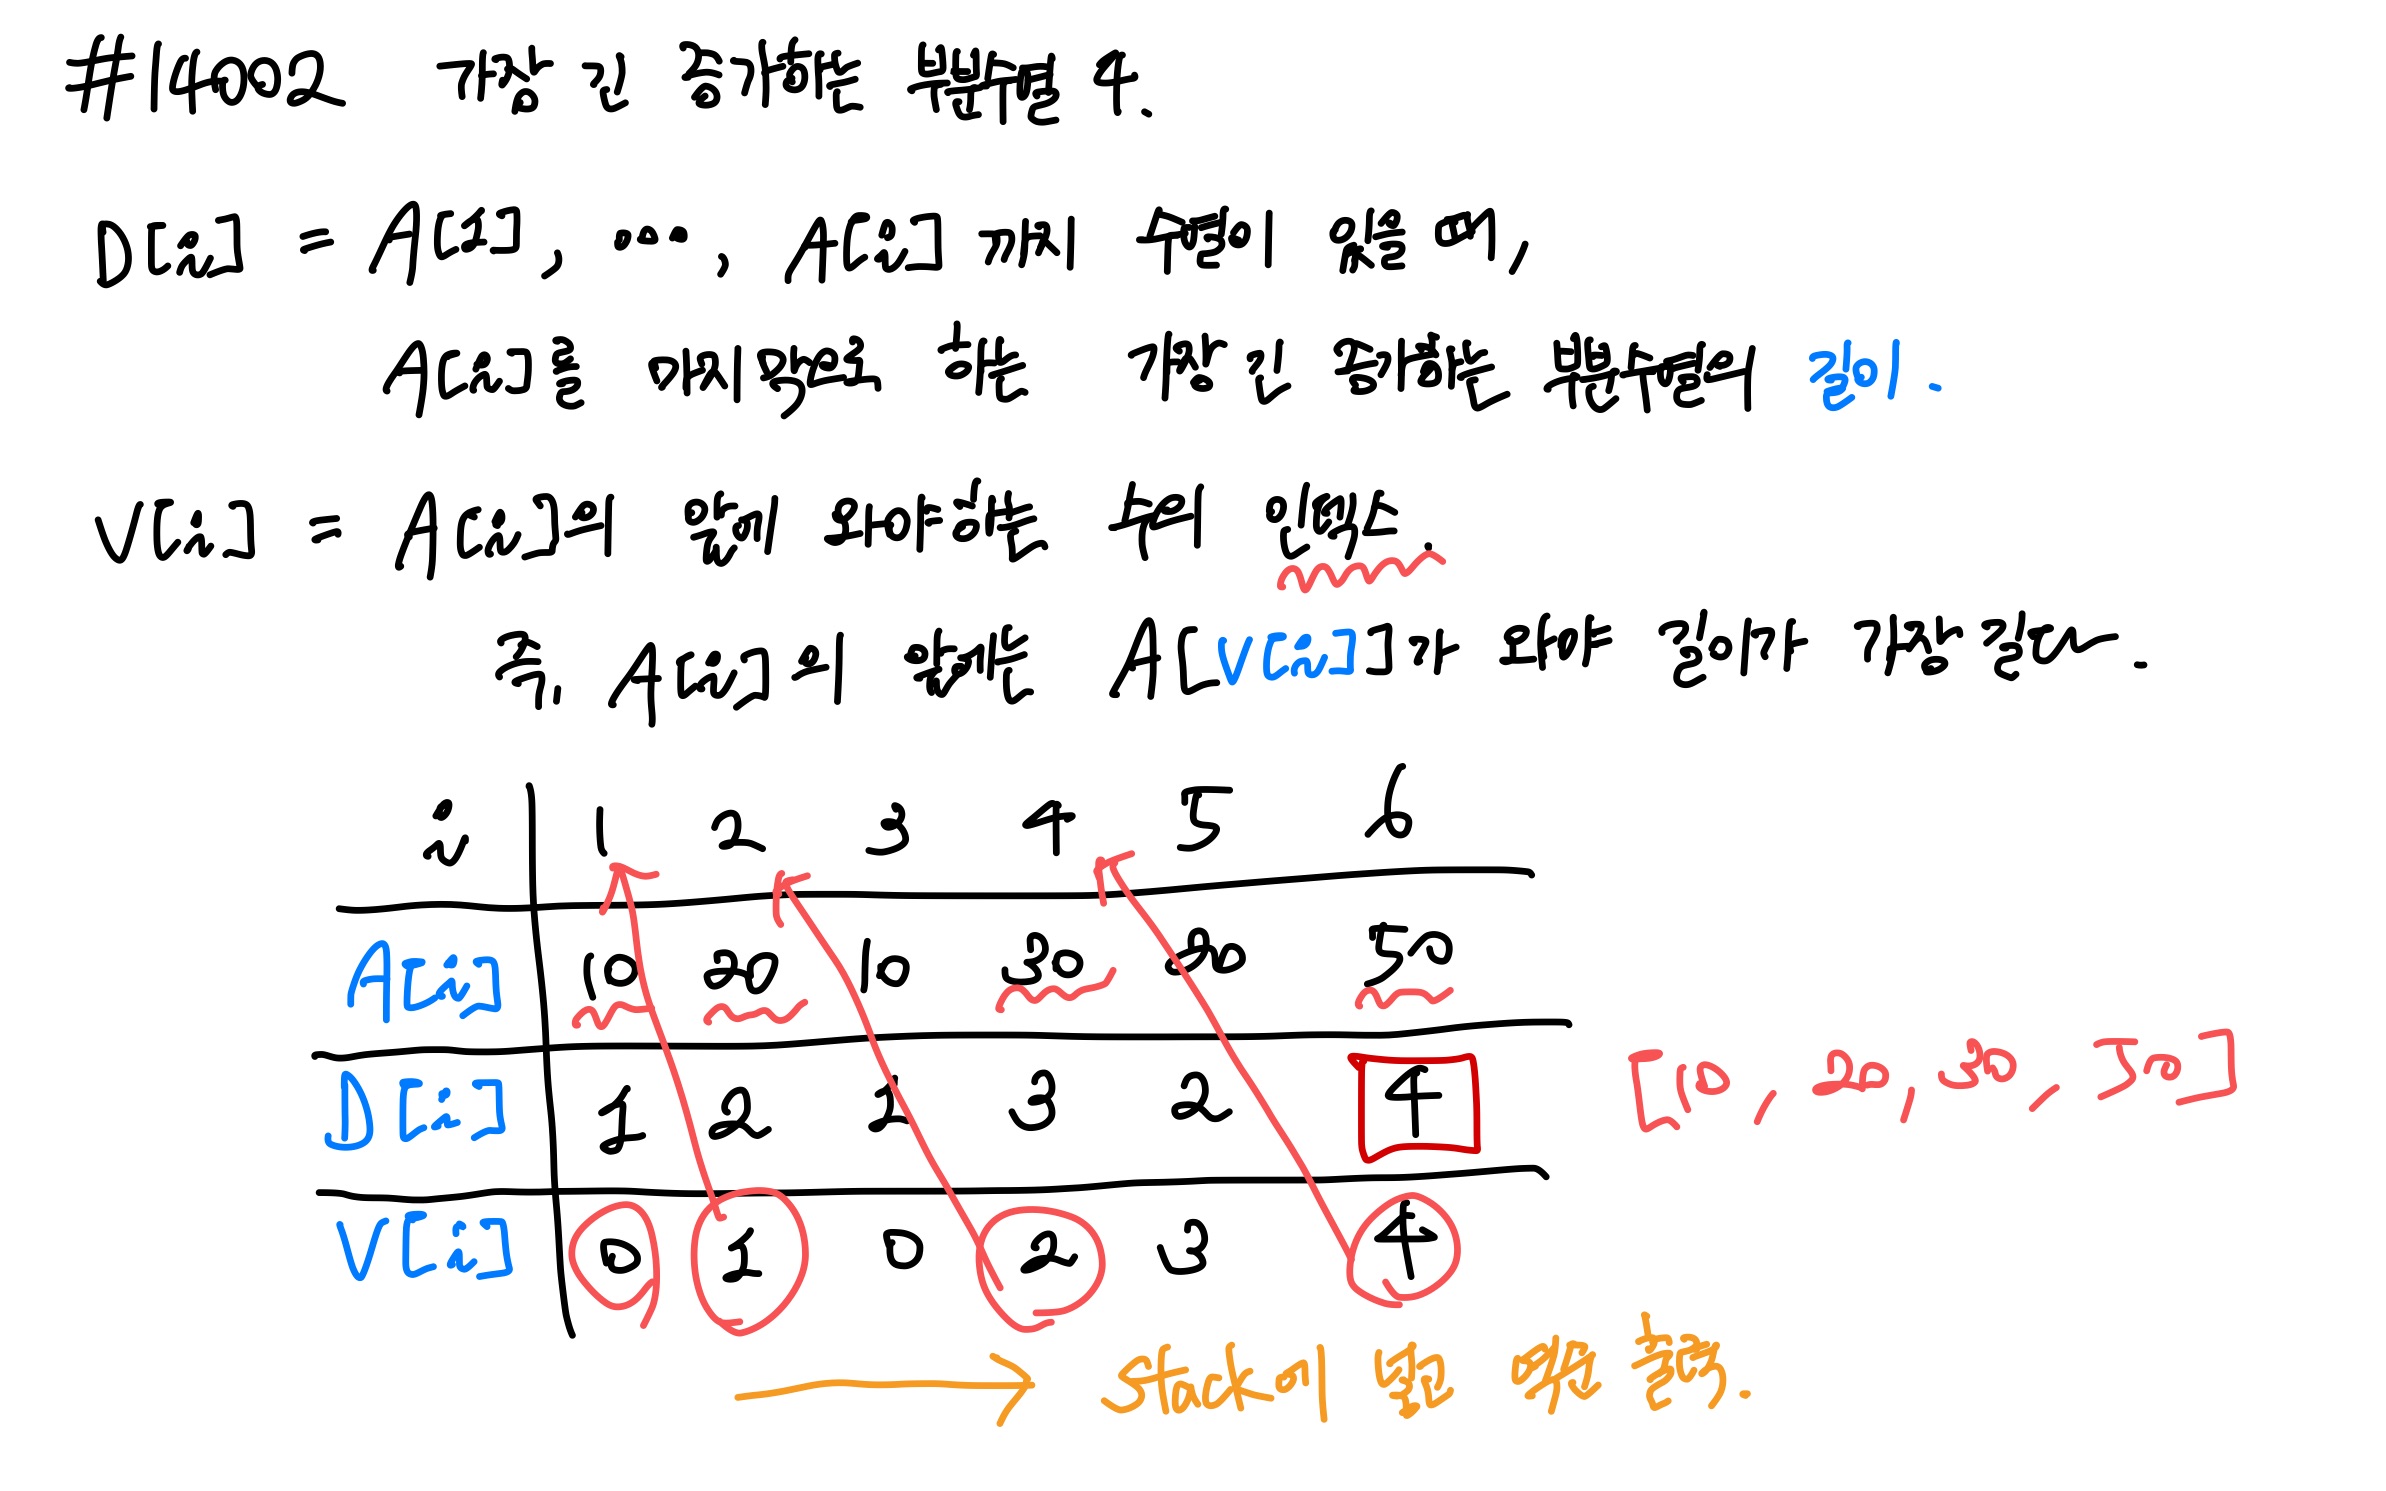 #14002 가장 긴 증가하는 부분수열 4.
D[i] = A[1], ..., A[i] 까지 수열이 있을 때,
A[i]를 마지막으로 하는 가장 긴 증가하는 부분수열의 길이.
V[i] = A[i]의 앞에 와야하는 수의 인덱스.
즉, A[i]의 앞에는 A[V[i]]가 와야 길이가 가장 길다.
i 1 2 3 4 5 6
A[i] 10 20 10 30 20 50
D[i] 1 2 1 3 2 4 [10, 20, 30, 50]
V[i] 0 1 0 2 3 4
→ Stack에 넣은 역순 출력.